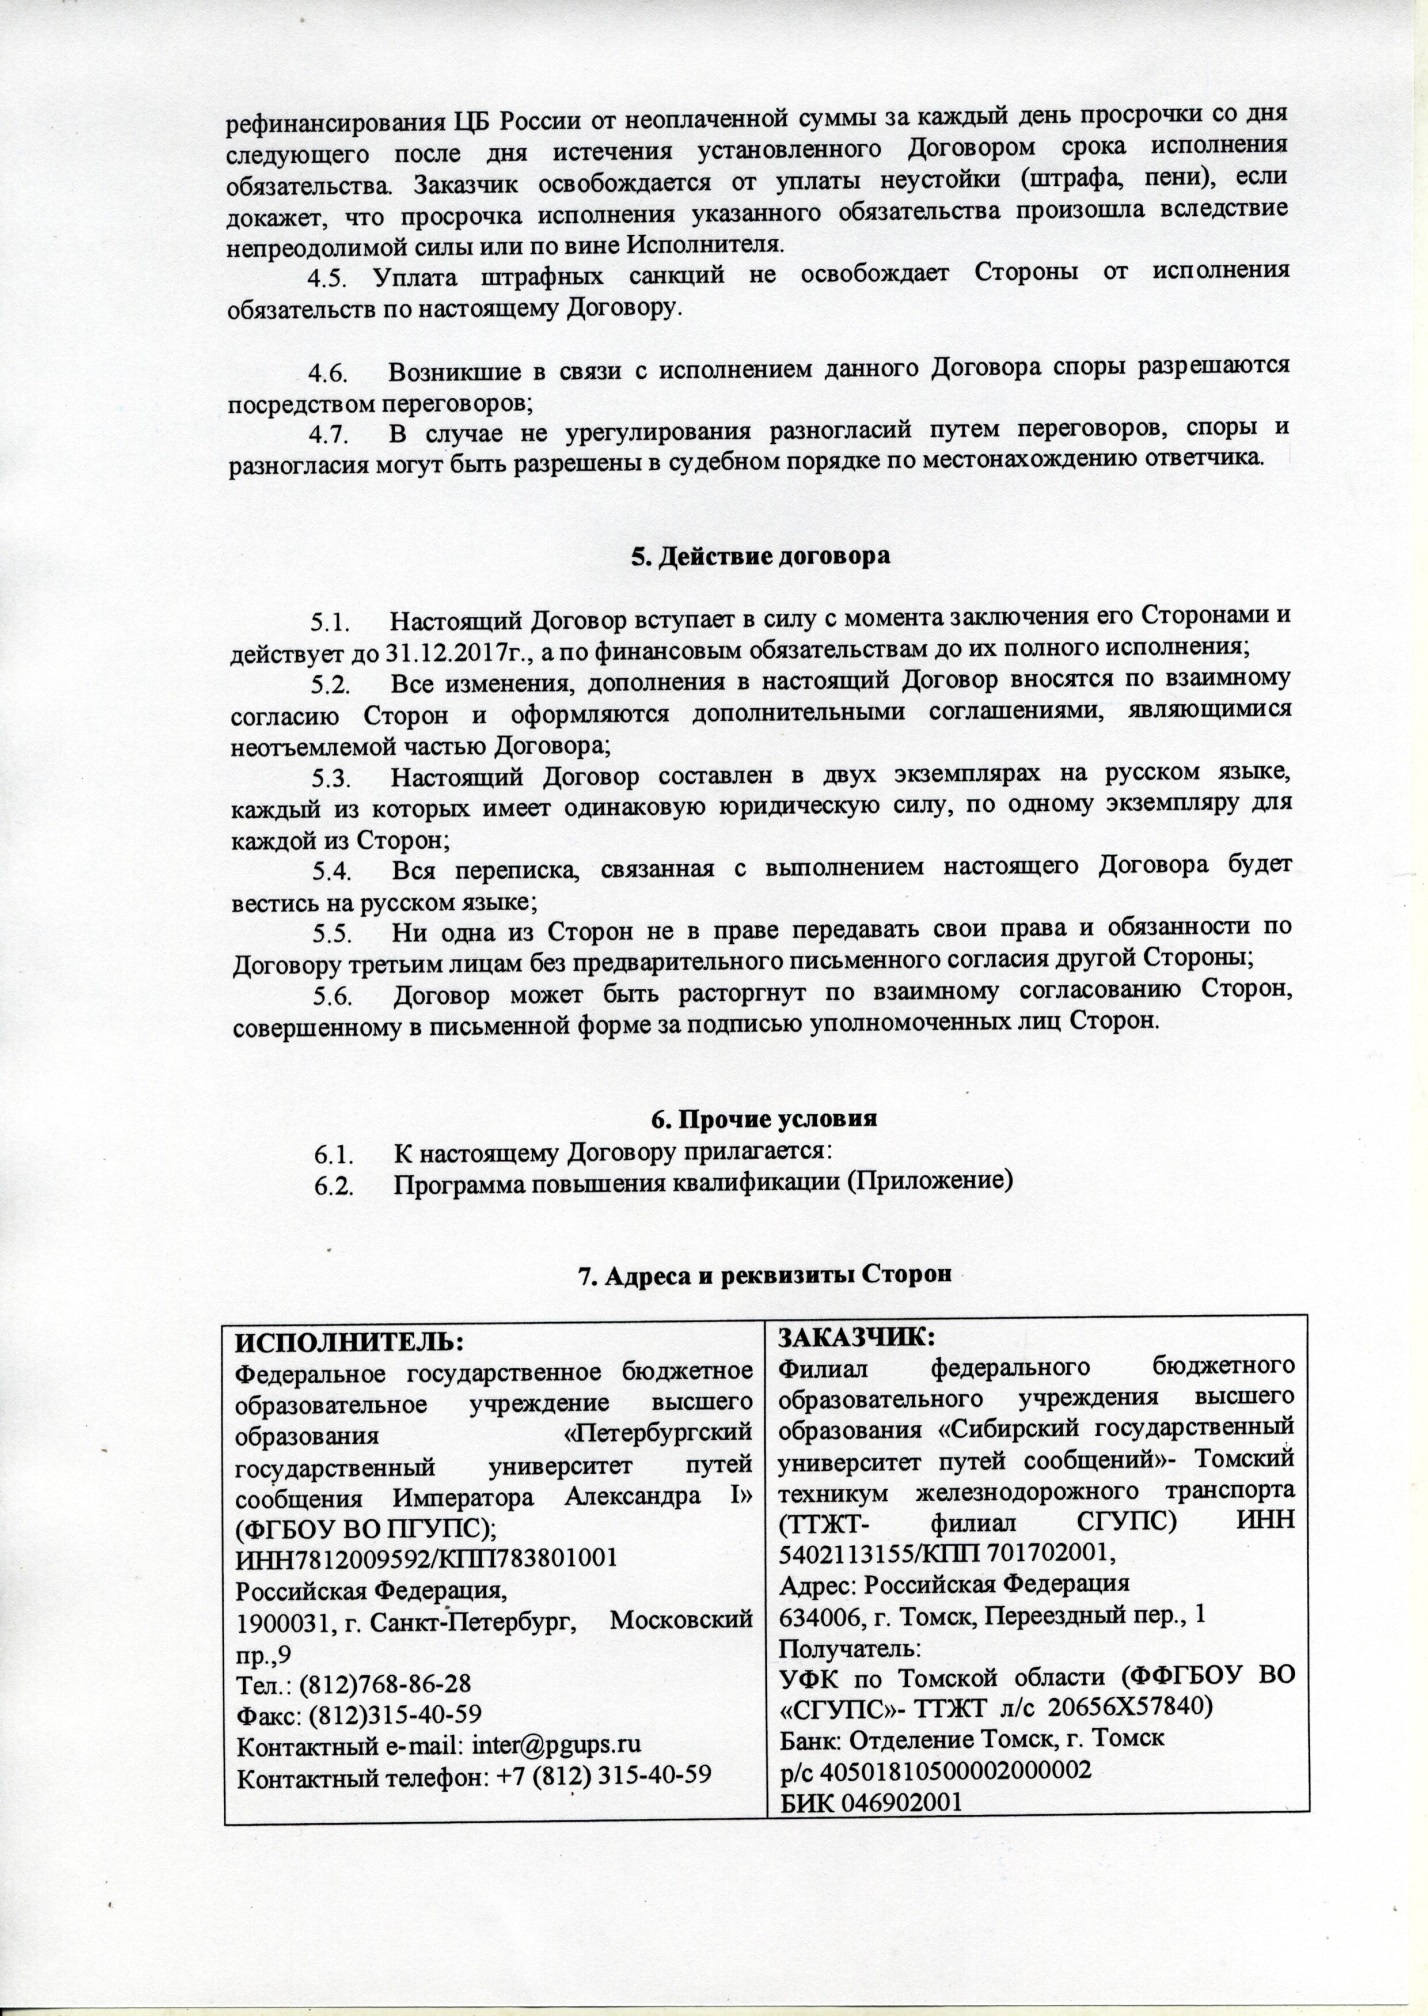 рефинансирования ЦБ России от неоплаченной суммы за каждый день просрочки со дня
следующего после дня истечения установленного Договором срока исполнения
обязательства. Заказчик освобождается от уплаты неустойки (штрафа, пени), если
докажет, что просрочка исполнения указанного обязательства произошла вследствие
непреодолимой силы или по вине Исполнителя.
4.5. Уплата штрафных санкций не освобождает Стороны от исполнения
обязательств по настоящему Договору.
4.6. Возникшие в связи с исполнением данного Договора споры разрешаются
посредством переговоров;
4.7. В случае не урегулирования разногласий путем переговоров, споры и
разногласия могут быть разрешены в судебном порядке по местонахождению ответчика.
5. Действие договора
5.1. Настоящий Договор вступает в силу с момента заключения его Сторонами и
действует до 31.12.2017г., а по финансовым обязательствам до их полного исполнения;
5.2. Все изменения, дополнения в настоящий Договор вносятся по взаимному
согласию Сторон и оформляются дополнительными соглашениями, являющимися
неотъемлемой частью Договора;
5.3. Настоящий Договор составлен в двух экземплярах на русском языке,
каждый из которых имеет одинаковую юридическую силу, по одному экземпляру для
каждой из Сторон;
5.4. Вся переписка, связанная с выполнением настоящего Договора будет
вестись на русском языке;
5.5. Ни одна из Сторон не в праве передавать свои права и обязанности по
Договору третьим лицам без предварительного письменного согласия другой Стороны;
5.6. Договор может быть расторгнут по взаимному согласованию Сторон,
совершенному в письменной форме за подписью уполномоченных лиц Сторон.
6. Прочие условия
6.1. К настоящему Договору прилагается:
6.2. Программа повышения квалификации (Приложение)
7. Адреса и реквизиты Сторон
ИСПОЛНИТЕЛЬ:
Федеральное государственное бюджетное
образовательное учреждение высшего
образования «Петербургский
государственный университет путей
сообщения Императора Александра I»
(ФГБОУ ВО ПГУПС);
ИНН7812009592/КПП783801001
Российская Федерация,
1900031, г. Санкт-Петербург, Московский
пр.,9
Тел.: (812)768-86-28
Факс: (812)315-40-59
Контактный e-mail: inter@pgups.ru
Контактный телефон: +7 (812) 315-40-59
ЗАКАЗЧИК:
Филиал федерального бюджетного
образовательного учреждения высшего
образования «Сибирский государственный
университет путей сообщений»- Томский
техникум железнодорожного транспорта
(ТТЖТ- филиал СГУПС) ИНН
5402113155/КПП 701702001,
Адрес: Российская Федерация
634006, г. Томск, Переездный пер., 1
Получатель:
УФК по Томской области (ФФГБОУ ВО
«СГУПС»- ТТЖТ л/с 20656Х57840)
Банк: Отделение Томск, г. Томск
р/с 40501810500002000002
БИК 046902001